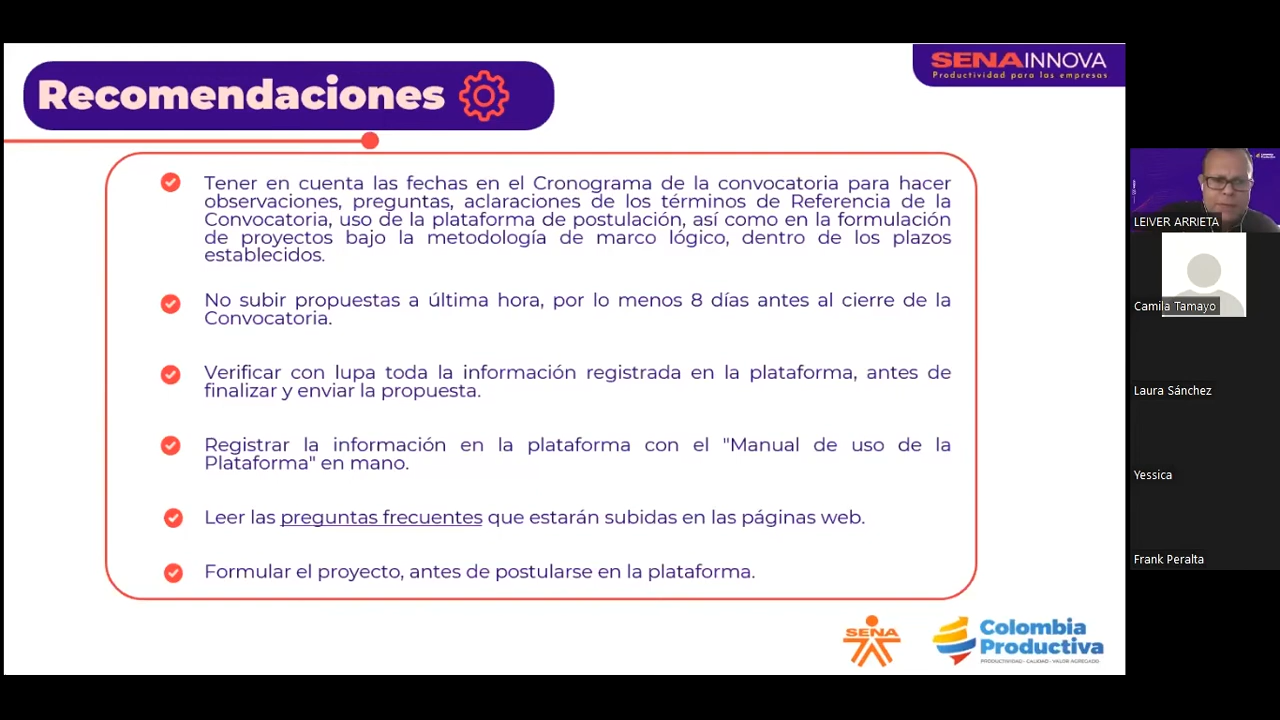 SENAINNOVA
Productividad para las empresas
Recomendaciones
Tener en cuenta las fechas en el Cronograma de la convocatoria para hacer
observaciones, preguntas, aclaraciones de los términos de Referencia de la
Convocatoria, uso de la plataforma de postulación, así como en la formulación
de proyectos bajo la metodología de marco lógico, dentro de los plazos
establecidos.
No subir propuestas a última hora, por lo menos 8 días antes al cierre de la
Convocatoria.
Verificar con lupa toda la información registrada en la plataforma, antes de
finalizar y enviar la propuesta.
Registrar la información en la plataforma con el "Manual de uso de la
Plataforma" en mano.
Leer las preguntas frecuentes que estarán subidas en las páginas web.
Formular el proyecto, antes de postularse en la plataforma.
SENA
Colombia
Productiva
PRODUCTIVIDAD · CALIDAD · VALOR AGREGADO
LEIVER ARRIETA
Camila Tamayo
Laura Sánchez
Yessica
Frank Peralta